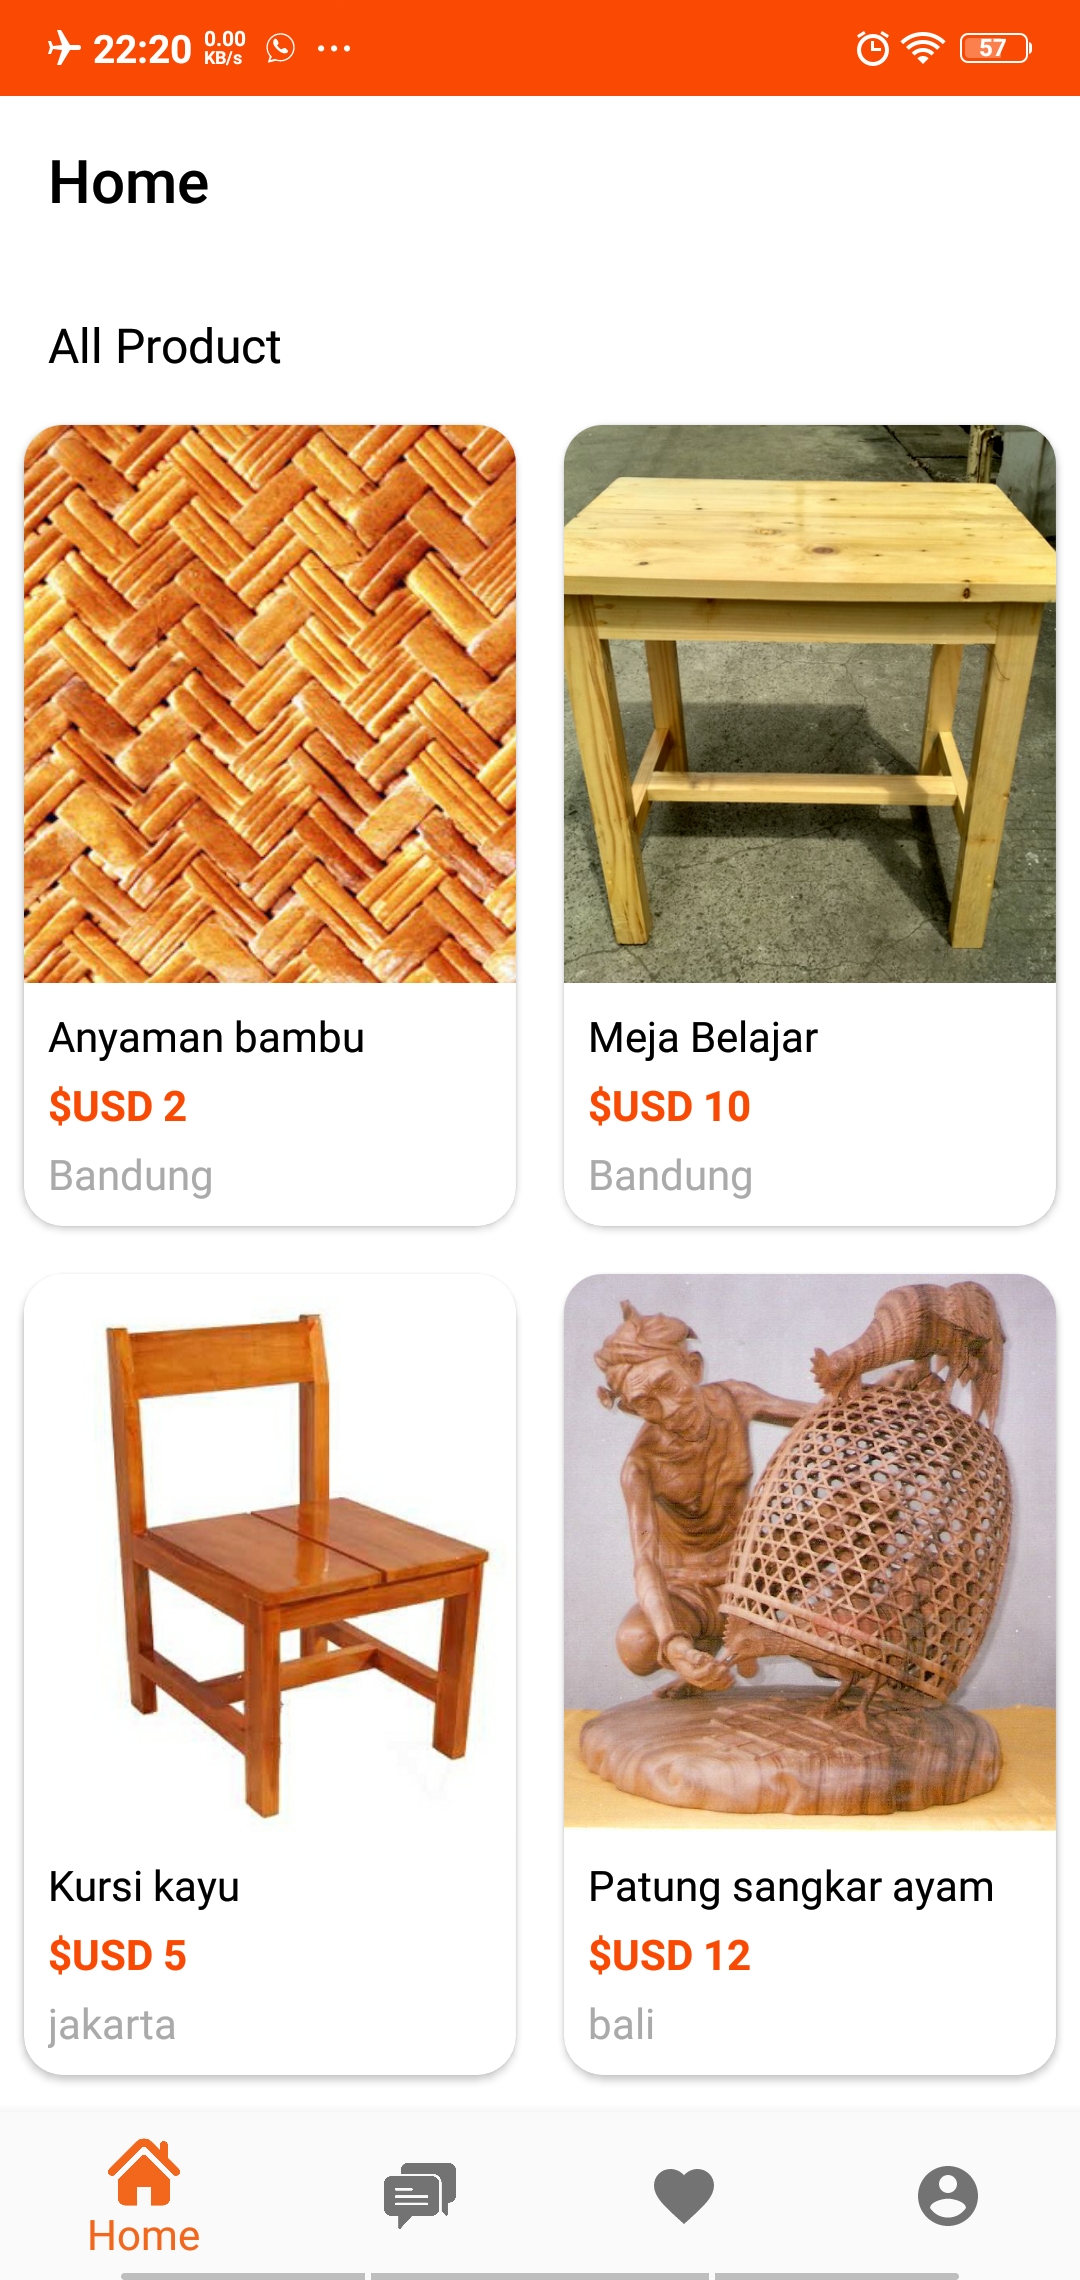 22:20 0.00 KB/s ... 57
Home
All Product
Anyaman bambu
$USD 2
Bandung
Meja Belajar
$USD 10
Bandung
Kursi kayu
$USD 5
jakarta
Patung sangkar ayam
$USD 12
bali
Home